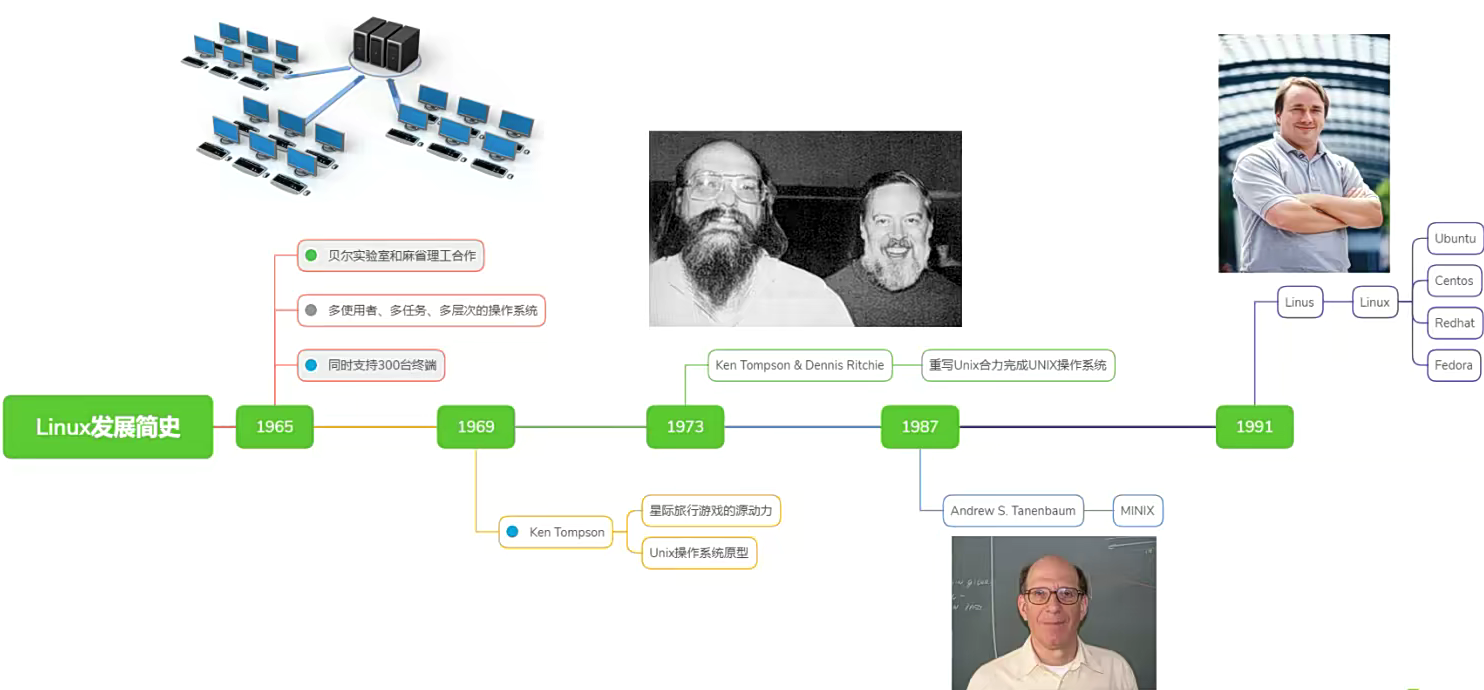 Linux发展简史
1965
贝尔实验室和麻省理工合作
多使用者、多任务、多层次的操作系统
同时支持300台终端
1969
Ken Tompson
星际旅行游戏的源动力
Unix操作系统原型
1973
Ken Tompson & Dennis Ritchie
重写Unix合力完成UNIX操作系统
1987
Andrew S. Tanenbaum
MINIX
1991
Linus
Linux
Ubuntu
Centos
Redhat
Fedora